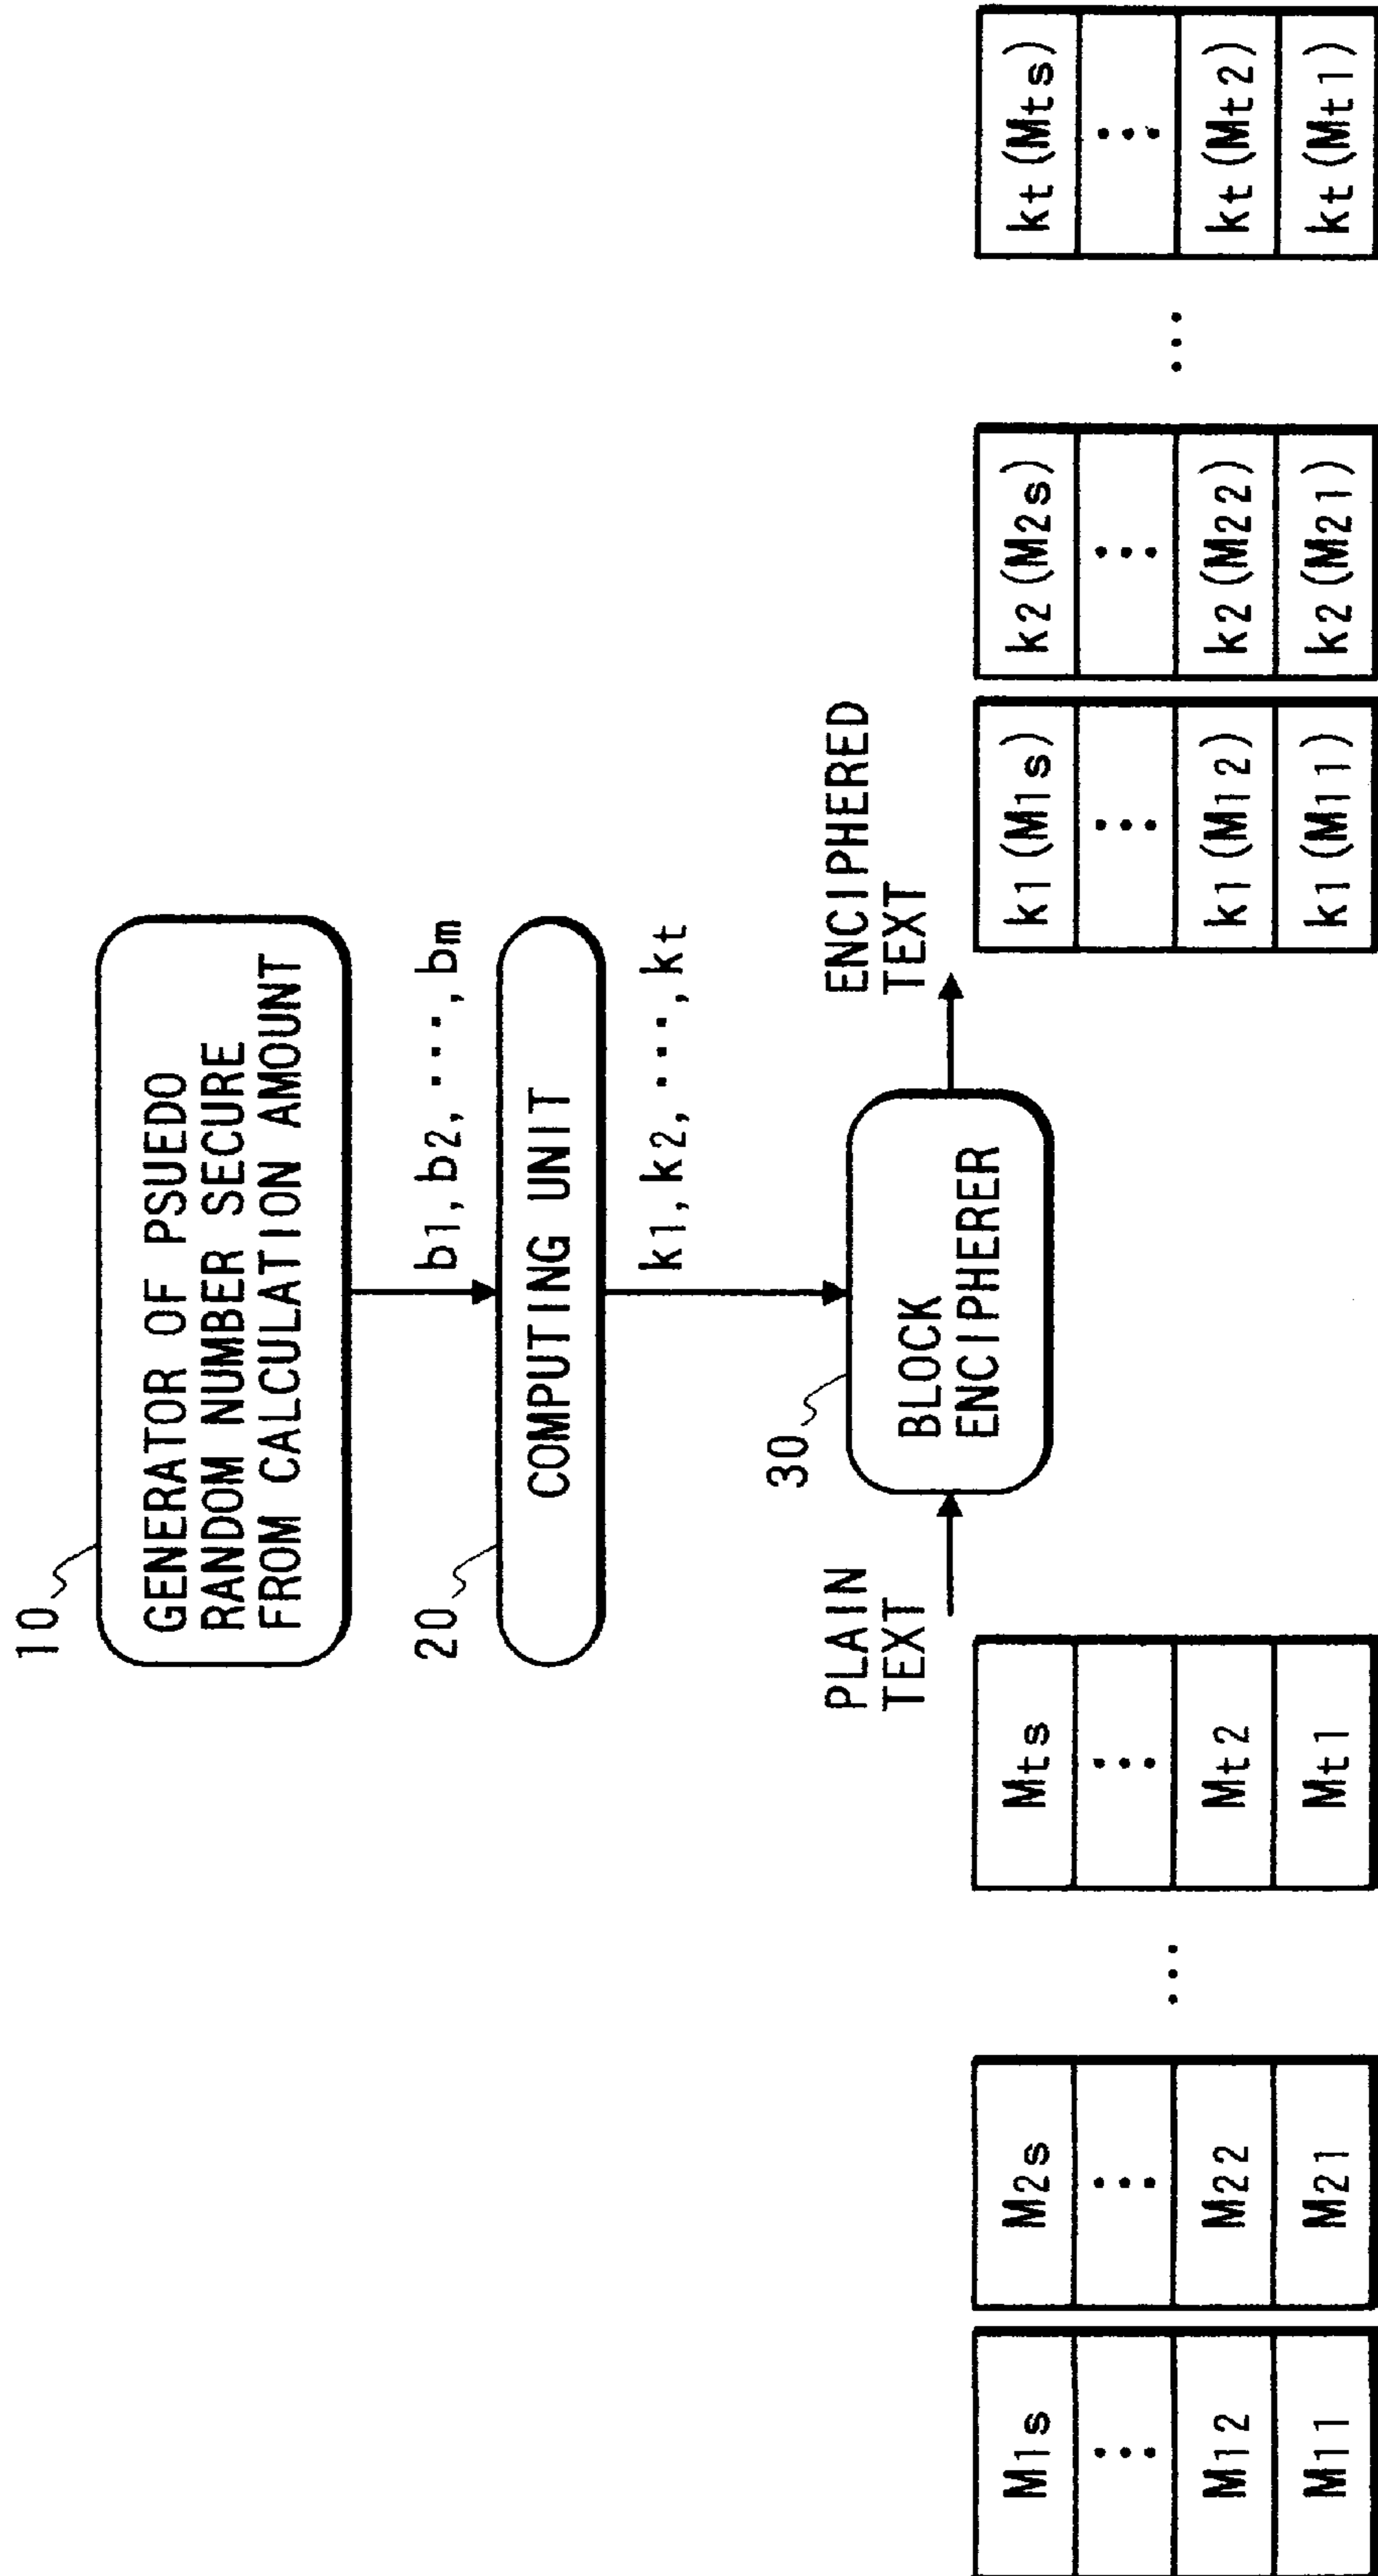 10
GENERATOR OF PSUEDO
RANDOM NUMBER SECURE
FROM CALCULATION AMOUNT
b1, b2, ···, bm
20
COMPUTING UNIT
k1, k2, ···, kt
30
BLOCK
ENCIPHERER
PLAIN
TEXT
ENCIPHERED
TEXT
M1s
⋮
M12
M11
M2s
⋮
M22
M21
···
Mts
⋮
Mt2
Mt1
k1 (M1s)
⋮
k1 (M12)
k1 (M11)
k2 (M2s)
⋮
k2 (M22)
k2 (M21)
···
kt (Mts)
⋮
kt (Mt2)
kt (Mt1)